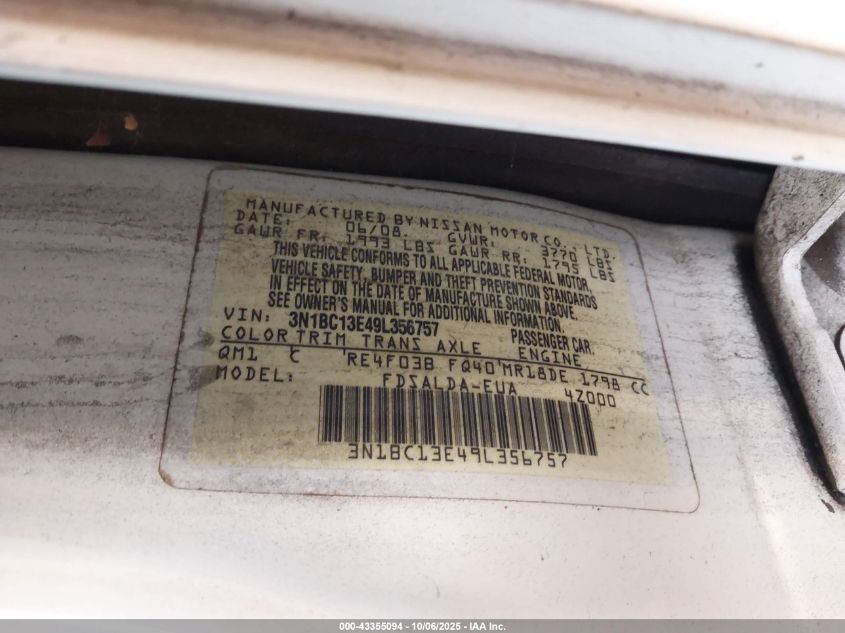 MANUFACTURED BY NISSAN MOTOR CO., LTD.
DATE: 06/08. GVWR: 3770 LBS
GAWR FR: 1993 LBS GAWR RR: 1795 LBS
THIS VEHICLE CONFORMS TO ALL APPLICABLE FEDERAL MOTOR
VEHICLE SAFETY, BUMPER AND THEFT PREVENTION STANDARDS
IN EFFECT ON THE DATE OF MANUFACTURE SHOWN ABOVE.
SEE OWNER'S MANUAL FOR ADDITIONAL INFORMATION.
VIN: 3N1BC13E49L356757 PASSENGER CAR.
COLOR TRIM TRANS AXLE ENGINE
QM1 C RE4F03B FQ40 MR18DE 1798 CC
MODEL: FDSALDA-EUA 4Z000
3N1BC13E49L356757
000-43355094 - 10/06/2025 - IAA Inc.